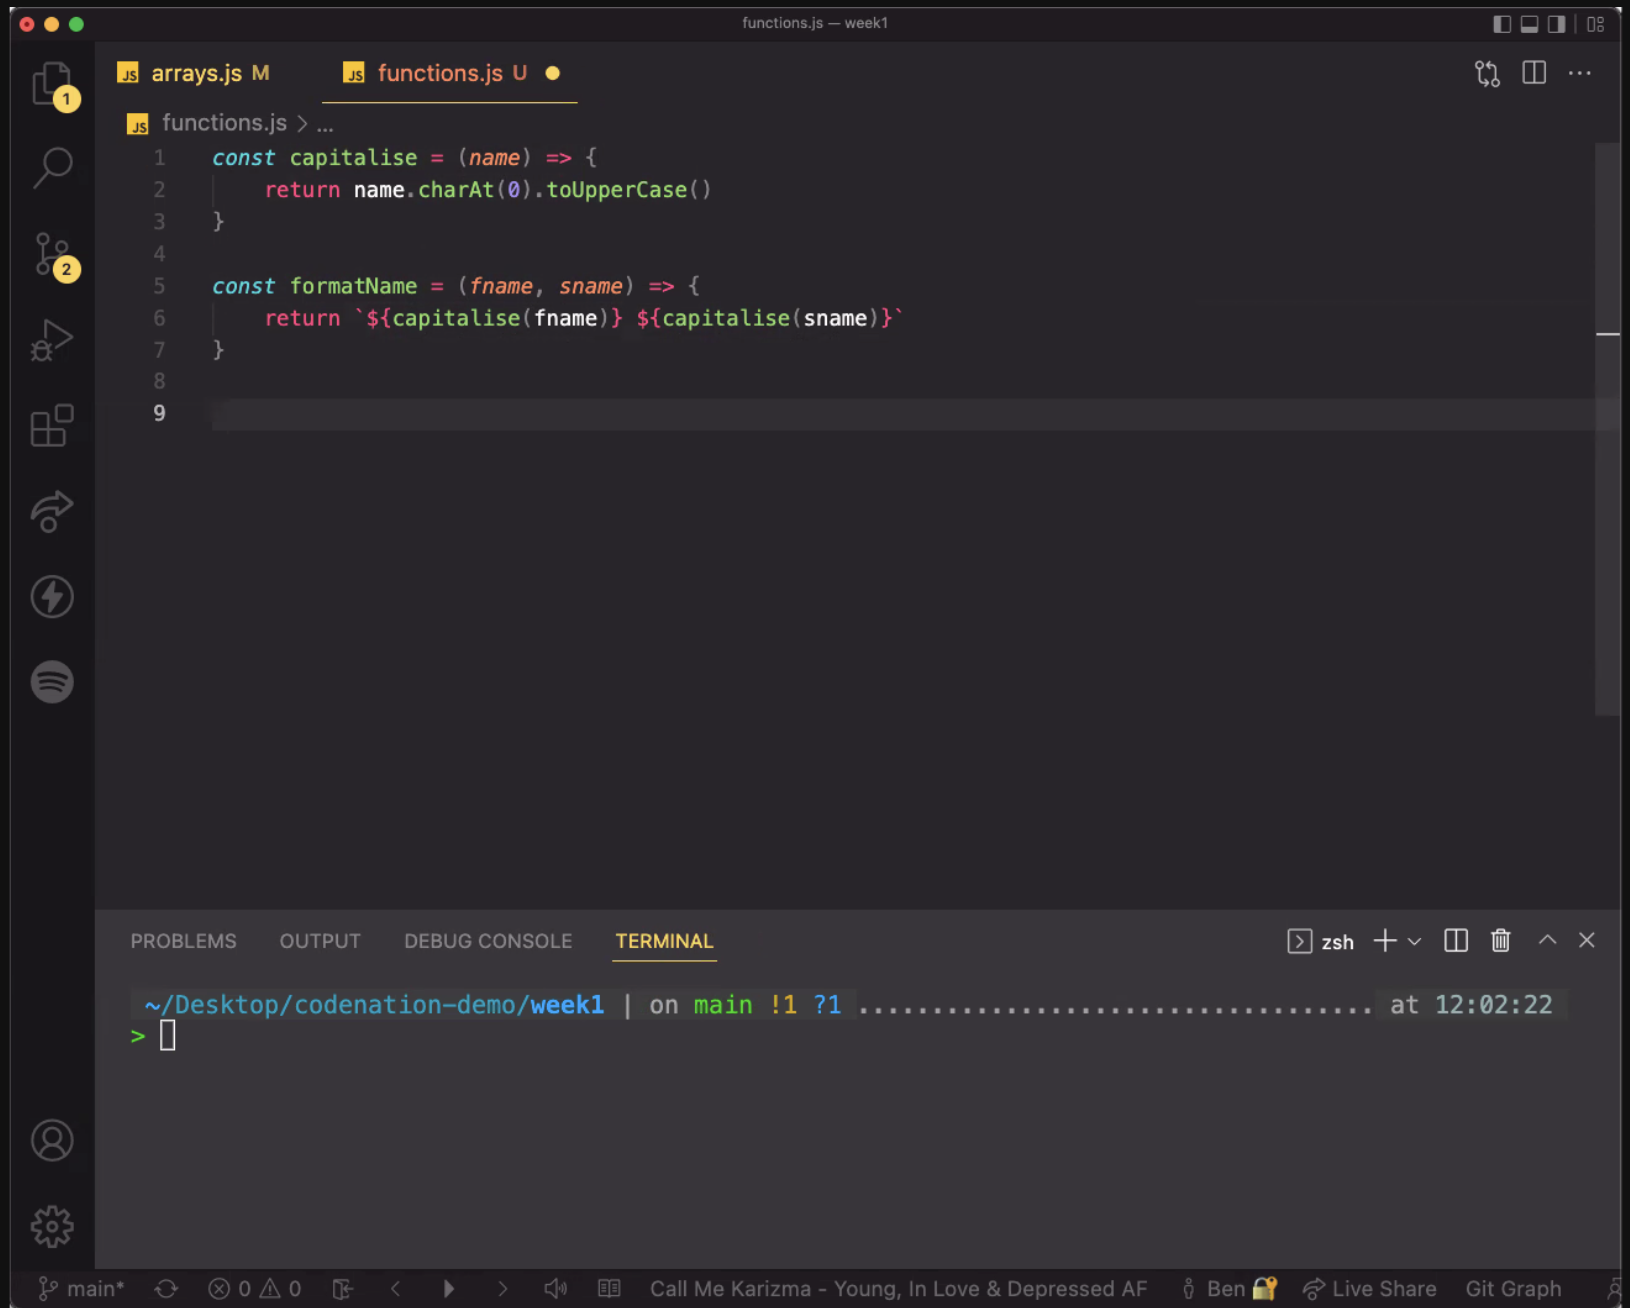 functions.js — week1
JS arrays.js M
JS functions.js U
1
JS functions.js > ...
1 const capitalise = (name) => {
2 return name.charAt(0).toUpperCase()
3 }
4
5 const formatName = (fname, sname) => {
6 return `${capitalise(fname)} ${capitalise(sname)}`
7 }
8
9
2
PROBLEMS OUTPUT DEBUG CONSOLE TERMINAL zsh
~/Desktop/codenation-demo/week1 | on main !1 ?1 ................................... at 12:02:22
>
main* 0 0 Call Me Karizma - Young, In Love & Depressed AF Ben Live Share Git Graph